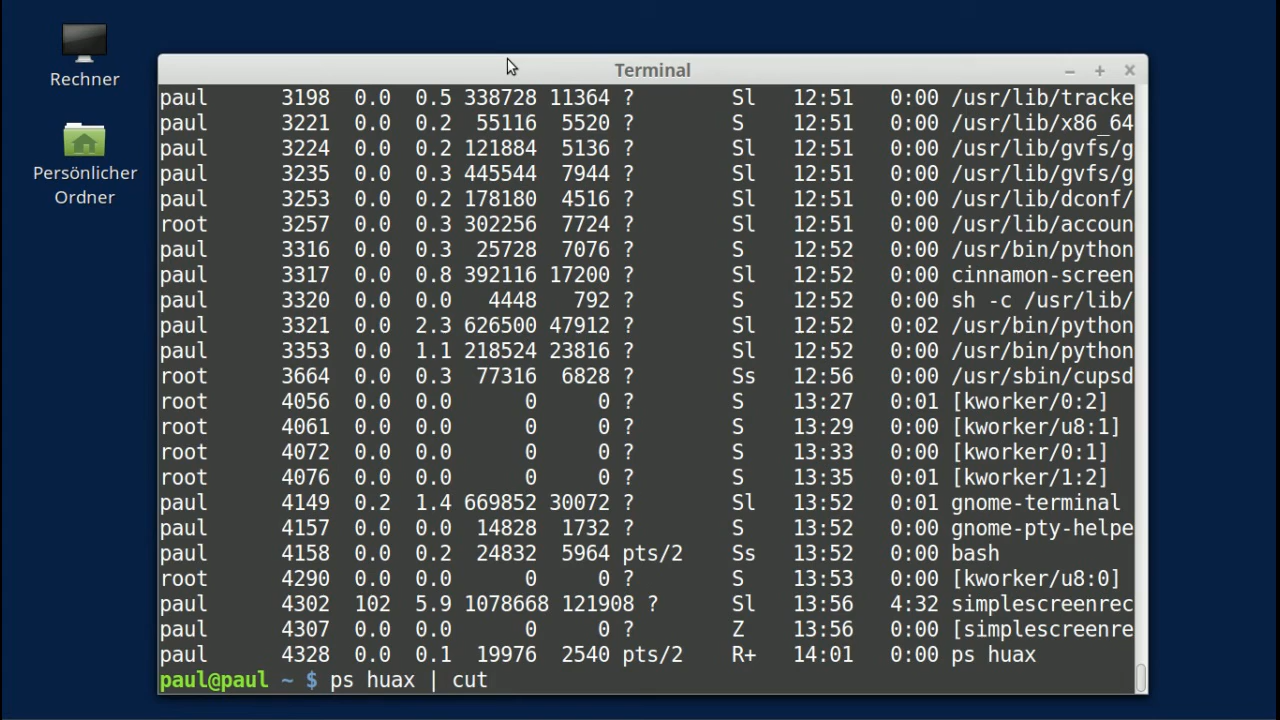 Rechner
Persönlicher
Ordner
Terminal
paul 3198 0.0 0.5 338728 11364 ? Sl 12:51 0:00 /usr/lib/tracke
paul 3221 0.0 0.2 55116 5520 ? S 12:51 0:00 /usr/lib/x86_64
paul 3224 0.0 0.2 121884 5136 ? Sl 12:51 0:00 /usr/lib/gvfs/g
paul 3235 0.0 0.3 445544 7944 ? Sl 12:51 0:00 /usr/lib/gvfs/g
paul 3253 0.0 0.2 178180 4516 ? Sl 12:51 0:00 /usr/lib/dconf/
root 3257 0.0 0.3 302256 7724 ? Sl 12:51 0:00 /usr/lib/accoun
paul 3316 0.0 0.3 25728 7076 ? S 12:52 0:00 /usr/bin/python
paul 3317 0.0 0.8 392116 17200 ? Sl 12:52 0:00 cinnamon-screen
paul 3320 0.0 0.0 4448 792 ? S 12:52 0:00 sh -c /usr/lib/
paul 3321 0.0 2.3 626500 47912 ? Sl 12:52 0:02 /usr/bin/python
paul 3353 0.0 1.1 218524 23816 ? Sl 12:52 0:00 /usr/bin/python
root 3664 0.0 0.3 77316 6828 ? Ss 12:56 0:00 /usr/sbin/cupsd
root 4056 0.0 0.0 0 0 ? S 13:27 0:01 [kworker/0:2]
root 4061 0.0 0.0 0 0 ? S 13:29 0:00 [kworker/u8:1]
root 4072 0.0 0.0 0 0 ? S 13:33 0:00 [kworker/0:1]
root 4076 0.0 0.0 0 0 ? S 13:35 0:01 [kworker/1:2]
paul 4149 0.2 1.4 669852 30072 ? Sl 13:52 0:01 gnome-terminal
paul 4157 0.0 0.0 14828 1732 ? S 13:52 0:00 gnome-pty-helpe
paul 4158 0.0 0.2 24832 5964 pts/2 Ss 13:52 0:00 bash
root 4290 0.0 0.0 0 0 ? S 13:53 0:00 [kworker/u8:0]
paul 4302 102 5.9 1078668 121908 ? Sl 13:56 4:32 simplescreenrec
paul 4307 0.0 0.0 0 0 ? Z 13:56 0:00 [simplescreenre
paul 4328 0.0 0.1 19976 2540 pts/2 R+ 14:01 0:00 ps huax
paul@paul ~ $ ps huax | cut